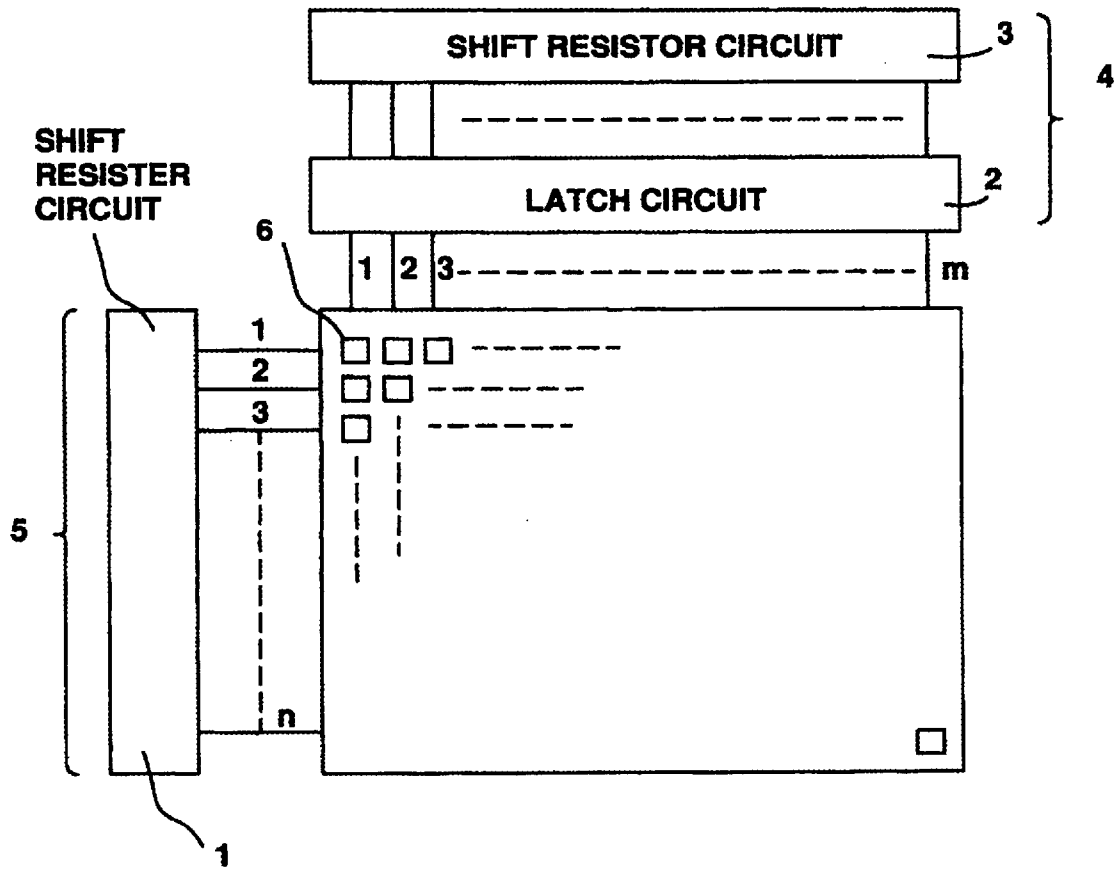 SHIFT RESISTOR CIRCUIT
3
4
SHIFT
RESISTER
CIRCUIT
LATCH CIRCUIT
2
6
1 2 3 m
1
2
3
5
n
1